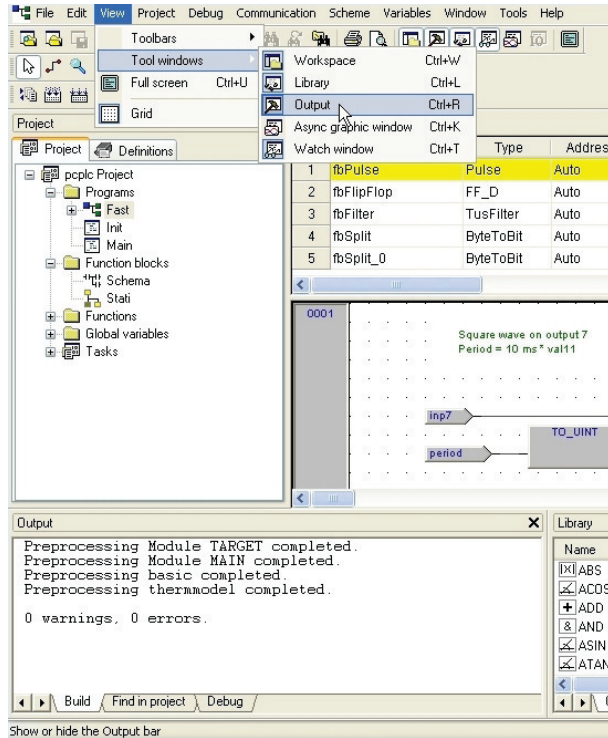 File Edit View Project Debug Communication Scheme Variables Window Tools Help
Toolbars
Tool windows
Full screen Ctrl+U
Grid
Workspace Ctrl+W
Library Ctrl+L
Output Ctrl+R
Async graphic window Ctrl+K
Watch window Ctrl+T
Project
Project Definitions
pcplc Project
Programs
Fast
Init
Main
Function blocks
Schema
Stati
Functions
Global variables
Tasks
Type Addres
1 fbPulse Pulse Auto
2 fbFlipFlop FF_D Auto
3 fbFilter TusFilter Auto
4 fbSplit ByteToBit Auto
5 fbSplit_0 ByteToBit Auto
0001
Square wave on output 7
Period = 10 ms * val11
inp7
TO_UINT
period
Output
Preprocessing Module TARGET completed.
Preprocessing Module MAIN completed.
Preprocessing basic completed.
Preprocessing thermmodel completed.
0 warnings, 0 errors.
Build Find in project Debug
Library
Name
ABS
ACOS
ADD
AND
ASIN
ATAN
Show or hide the Output bar